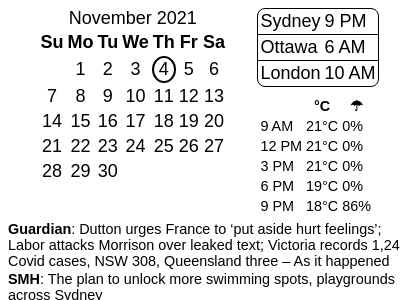 November 2021
Su Mo Tu We Th Fr Sa
1 2 3 4 5 6
7 8 9 10 11 12 13
14 15 16 17 18 19 20
21 22 23 24 25 26 27
28 29 30
Sydney 9 PM
Ottawa 6 AM
London 10 AM
°C ☂
9 AM 21°C 0%
12 PM 21°C 0%
3 PM 21°C 0%
6 PM 19°C 0%
9 PM 18°C 86%
Guardian: Dutton urges France to ‘put aside hurt feelings’;
Labor attacks Morrison over leaked text; Victoria records 1,24
Covid cases, NSW 308, Queensland three – As it happened
SMH: The plan to unlock more swimming spots, playgrounds
across Sydney